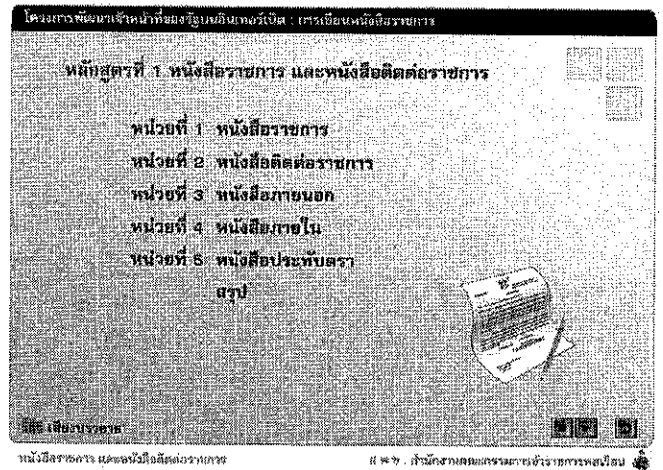 โครงการพัฒนาเจ้าหน้าที่ของรัฐบนอินเทอร์เน็ต : การเขียนหนังสือราชการ
หลักสูตรที่ 1 หนังสือราชการ และหนังสือติดต่อราชการ
หน่วยที่ 1 หนังสือราชการ
หน่วยที่ 2 หนังสือติดต่อราชการ
หน่วยที่ 3 หนังสือภายนอก
หน่วยที่ 4 หนังสือภายใน
หน่วยที่ 5 หนังสือประทับตรา
สรุป
เสียงบรรยาย
หนังสือราชการ และหนังสือติดต่อราชการ
สำนักงานคณะกรรมการข้าราชการพลเรือน